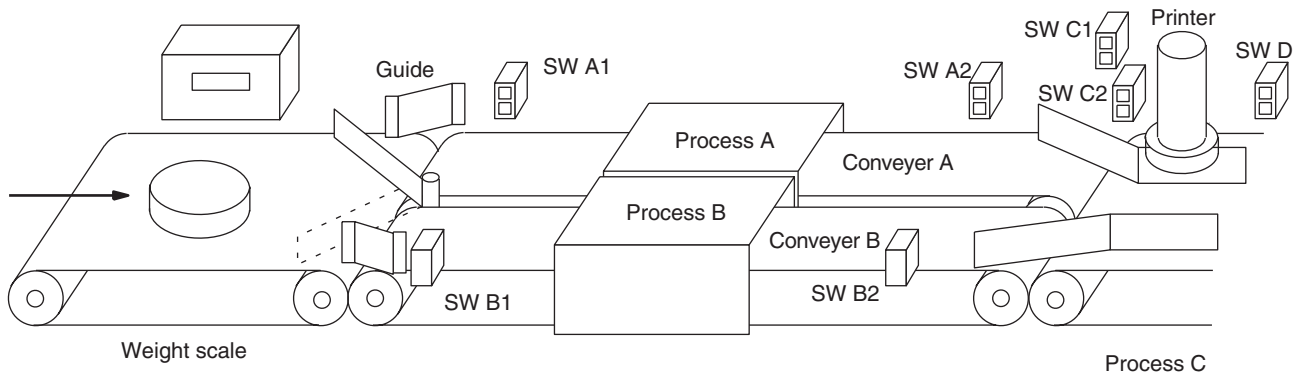 SW C1
Printer
SW D
Guide
SW A1
SW A2
SW C2
Process A
Conveyer A
Process B
Conveyer B
SW B1
SW B2
Weight scale
Process C